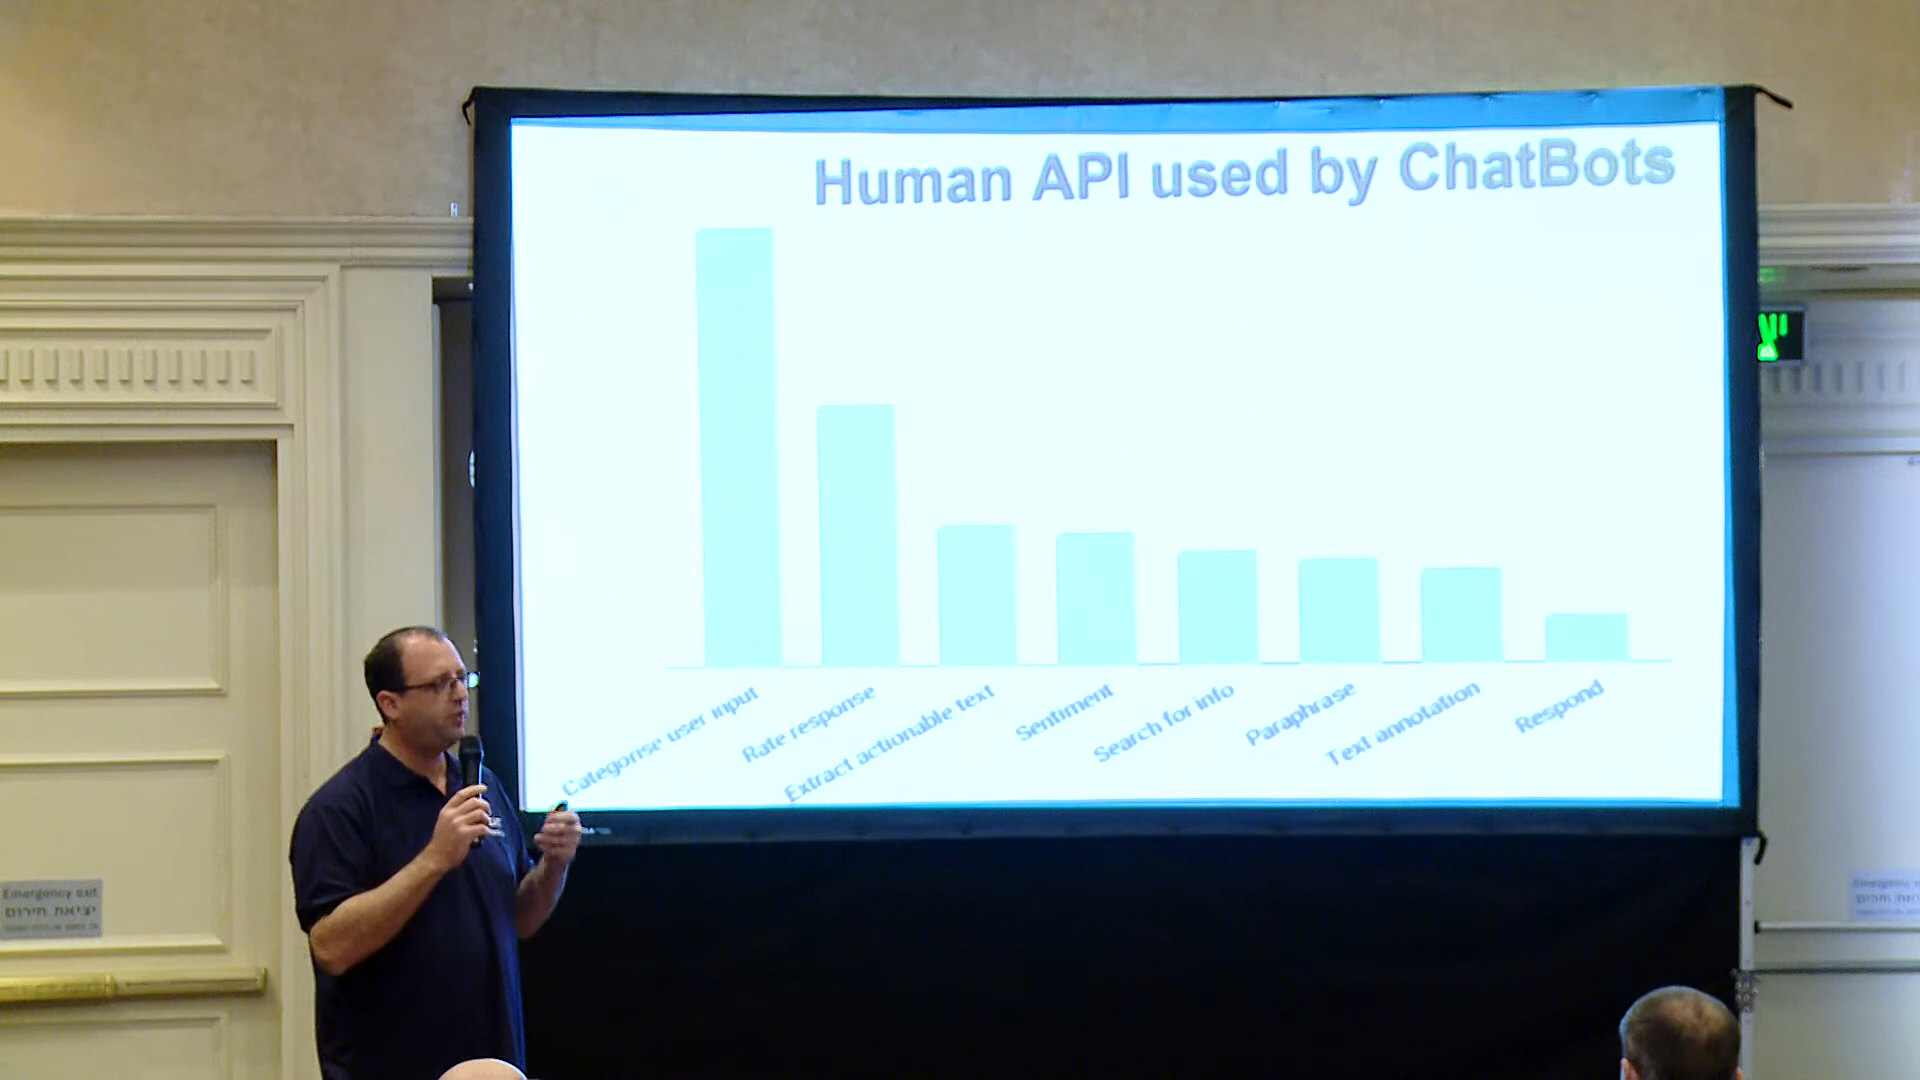 Human API used by ChatBots
Categorise user input
Rate response
Extract actionable text
Sentiment
Search for info
Paraphrase
Text annotation
Respond
Emergency exit
יציאת חירום